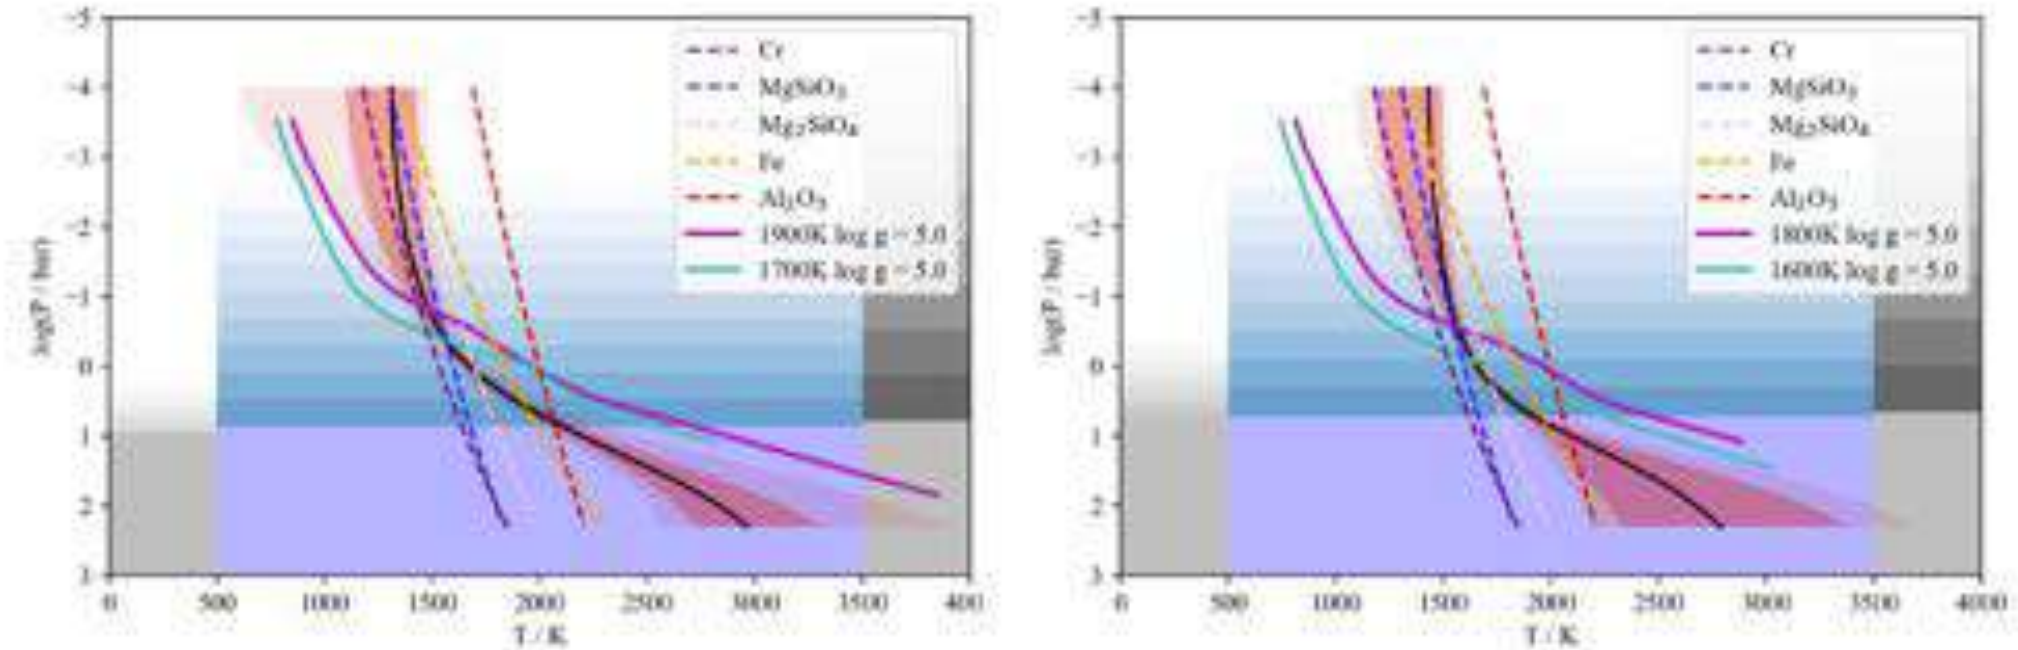 -5
-4
-3
-2
-1
0
1
2
3
log(P / bar)
0
500
1000
1500
2000
2500
3000
3500
400
T / K
Cr
MgSiO₃
Mg₂SiO₄
Fe
Al₂O₃
1900K log g = 5.0
1700K log g = 5.0
-5
-4
-3
-2
-1
0
1
2
3
log(P / bar)
0
500
1000
1500
2000
2500
3000
3500
4000
T / K
Cr
MgSiO₃
Mg₂SiO₄
Fe
Al₂O₃
1800K log g = 5.0
1600K log g = 5.0